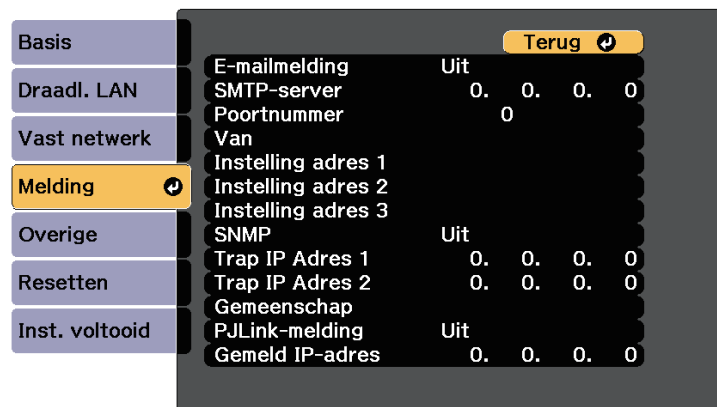 Basis
Draadl. LAN
Vast netwerk
Melding
Overige
Resetten
Inst. voltooid
Terug
E-mailmelding Uit
SMTP-server 0. 0. 0. 0
Poortnummer 0
Van
Instelling adres 1
Instelling adres 2
Instelling adres 3
SNMP Uit
Trap IP Adres 1 0. 0. 0. 0
Trap IP Adres 2 0. 0. 0. 0
Gemeenschap
PJLink-melding Uit
Gemeld IP-adres 0. 0. 0. 0